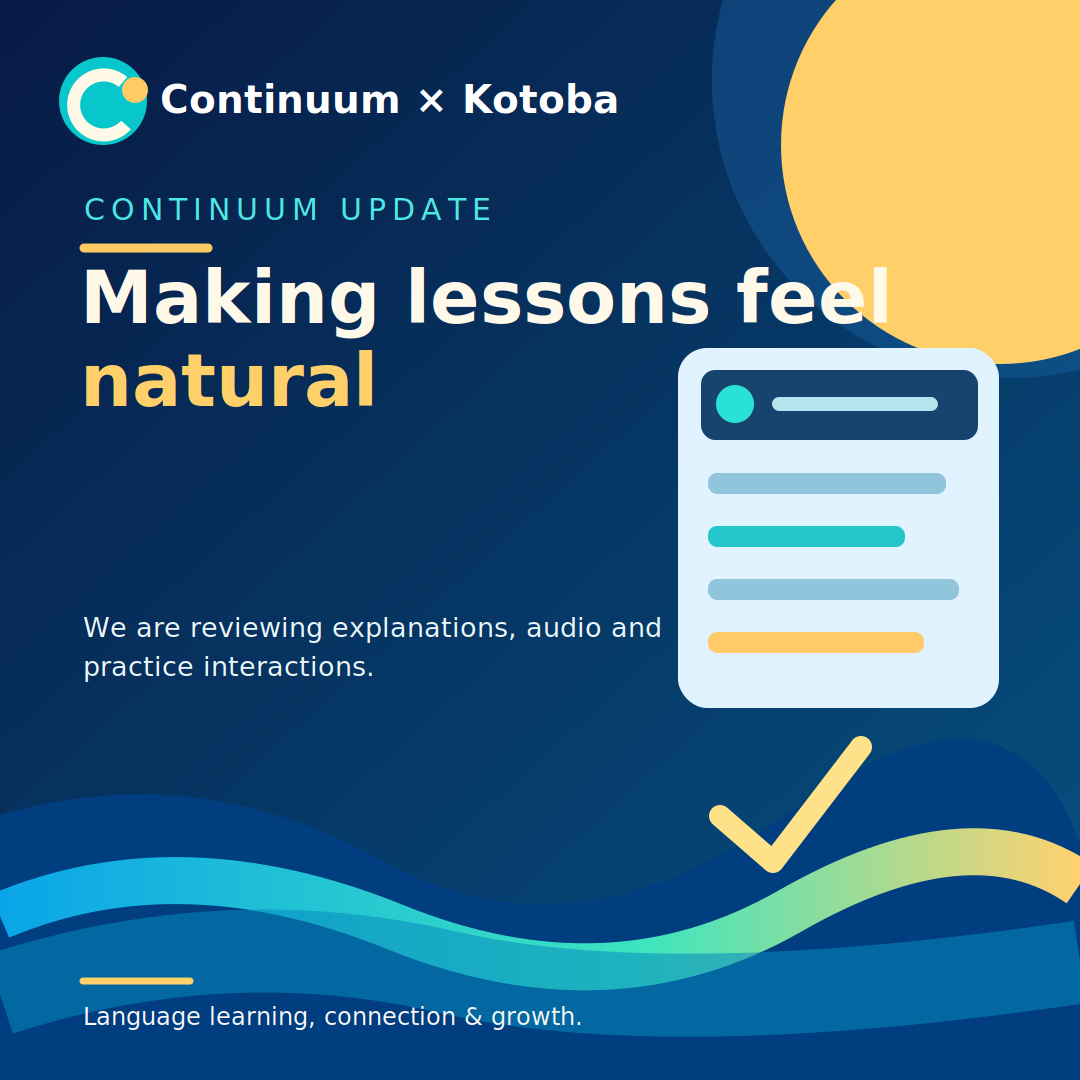 Continuum × Kotoba
CONTINUUM UPDATE
Making lessons feel
natural
We are reviewing explanations, audio and
practice interactions.
Language learning, connection & growth.